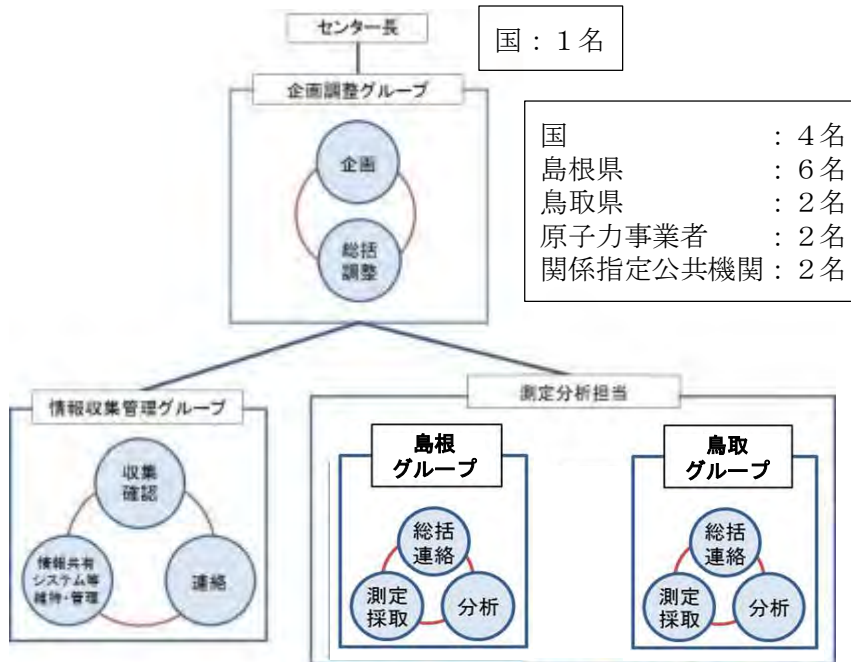 センター長
国：１名
企画調整グループ
企画
総括
調整
国：４名
島根県：６名
鳥取県：２名
原子力事業者：２名
関係指定公共機関：２名
情報収集管理グループ
収集
確認
情報共有
システム等
維持・管理
連絡
測定分析担当
島根
グループ
総括
連絡
測定
採取
分析
鳥取
グループ
総括
連絡
測定
採取
分析